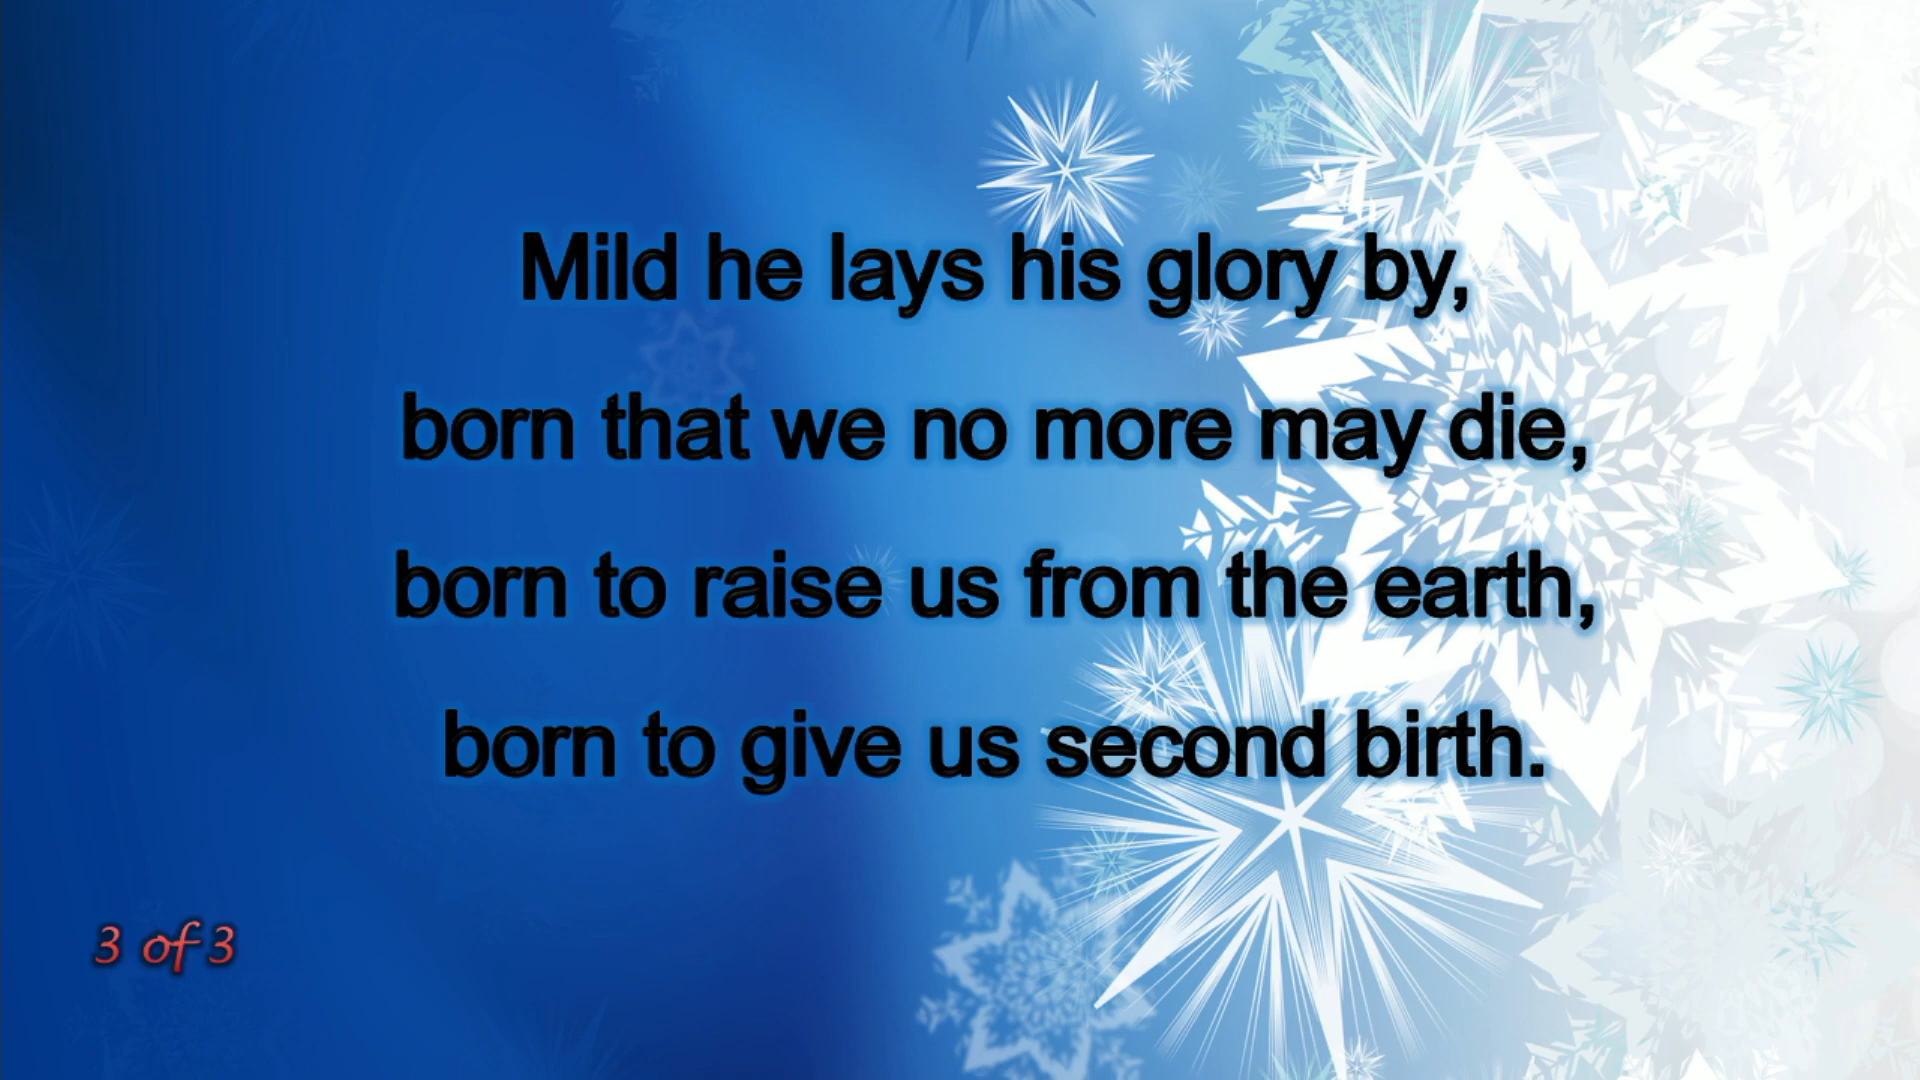 Mild he lays his glory by,
born that we no more may die,
born to raise us from the earth,
born to give us second birth.
3 of 3